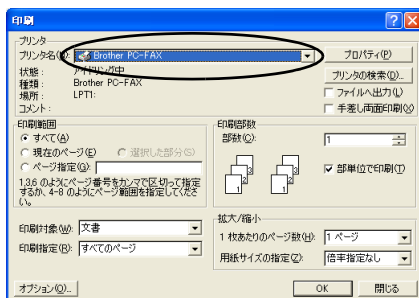 印刷
プリンタ
プリンタ名(N): Brother PC-FAX プロパティ(P)
状態: アイドリング中 プリンタの検索(D)...
種類: Brother PC-FAX
場所: LPT1: ファイルへ出力(L)
コメント: 手差し両面印刷(X)
印刷範囲
すべて(A)
現在のページ(E) 選択した部分(S)
ページ指定(G):
1,3,6 のようにページ番号をカンマで区切って指定
するか、4-8 のようにページ範囲を指定してくださ
い。
印刷部数
部数(C): 1
部単位で印刷(T)
印刷対象(W): 文書
印刷指定(R): すべてのページ
拡大/縮小
1 枚あたりのページ数(H): 1 ページ
用紙サイズの指定(Z): 倍率指定なし
オプション(O)... OK 閉じる